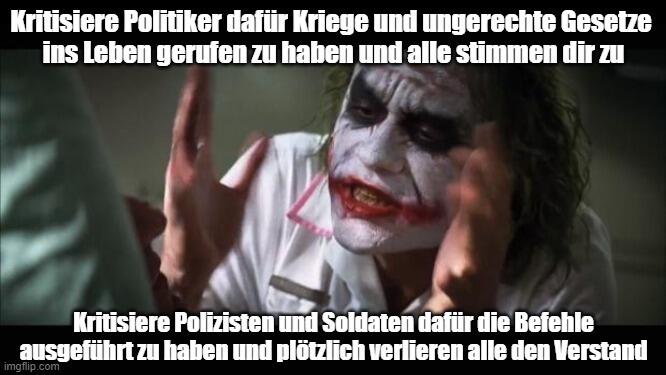 Kritisiere Politiker dafür Kriege und ungerechte Gesetze
ins Leben gerufen zu haben und alle stimmen dir zu
Kritisiere Polizisten und Soldaten dafür die Befehle
ausgeführt zu haben und plötzlich verlieren alle den Verstand
imgflip.com